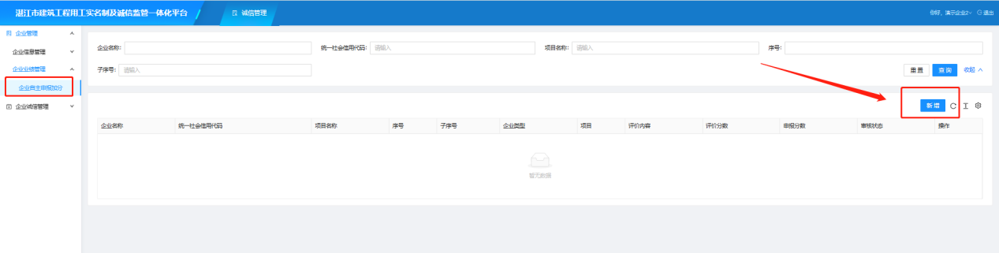 湛江市建筑工程用工实名制及诚信监管一体化平台
诚信管理
你好，演示企业2
退出
企业管理
企业信息管理
企业业绩管理
企业自主申报加分
企业诚信管理
企业名称：
统一社会信用代码： 请输入
项目名称： 请输入
序号：
子序号： 请输入
重置 查询 收起
新增
企业名称 统一社会信用代码 项目名称 序号 子序号 企业类型 项目 评价内容 评价分数 申报分数 审核状态 操作
暂无数据